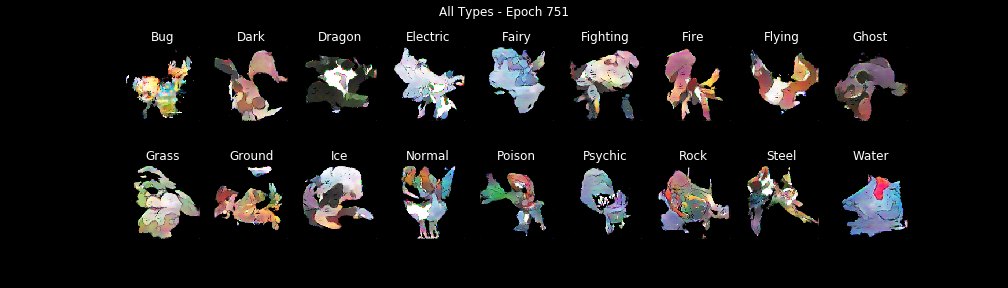 All Types - Epoch 751
Bug Dark Dragon Electric Fairy Fighting Fire Flying Ghost
Grass Ground Ice Normal Poison Psychic Rock Steel Water